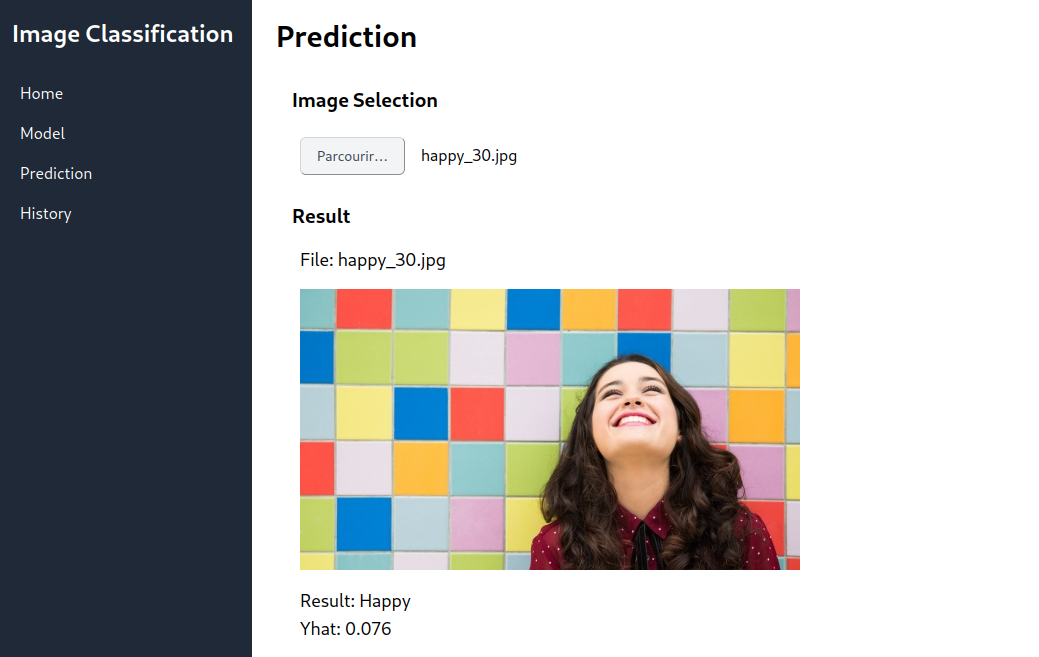 Image Classification
Home
Model
Prediction
History
Prediction
Image Selection
Parcourir...
happy_30.jpg
Result
File: happy_30.jpg
Result: Happy
Yhat: 0.076